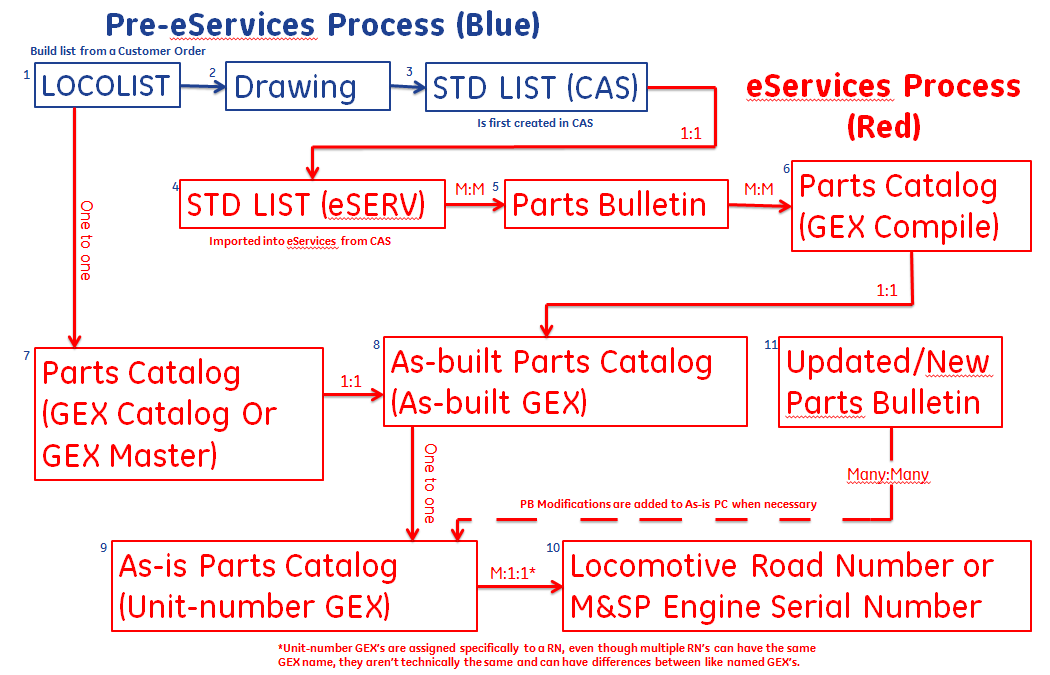 Pre-eServices Process (Blue)
Build list from a Customer Order
1
LOCOLIST
2
Drawing
3
STD LIST (CAS)
Is first created in CAS
eServices Process
(Red)
1:1
4
STD LIST (eSERV)
Imported into eServices from CAS
M:M
5
Parts Bulletin
M:M
6
Parts Catalog
(GEX Compile)
One to one
1:1
7
Parts Catalog
(GEX Catalog Or
GEX Master)
1:1
8
As-built Parts Catalog
(As-built GEX)
11
Updated/New
Parts Bulletin
One to one
Many:Many
PB Modifications are added to As-is PC when necessary
9
As-is Parts Catalog
(Unit-number GEX)
M:1:1*
10
Locomotive Road Number or
M&SP Engine Serial Number
*Unit-number GEX's are assigned specifically to a RN, even though multiple RN's can have the same
GEX name, they aren't technically the same and can have differences between like named GEX's.